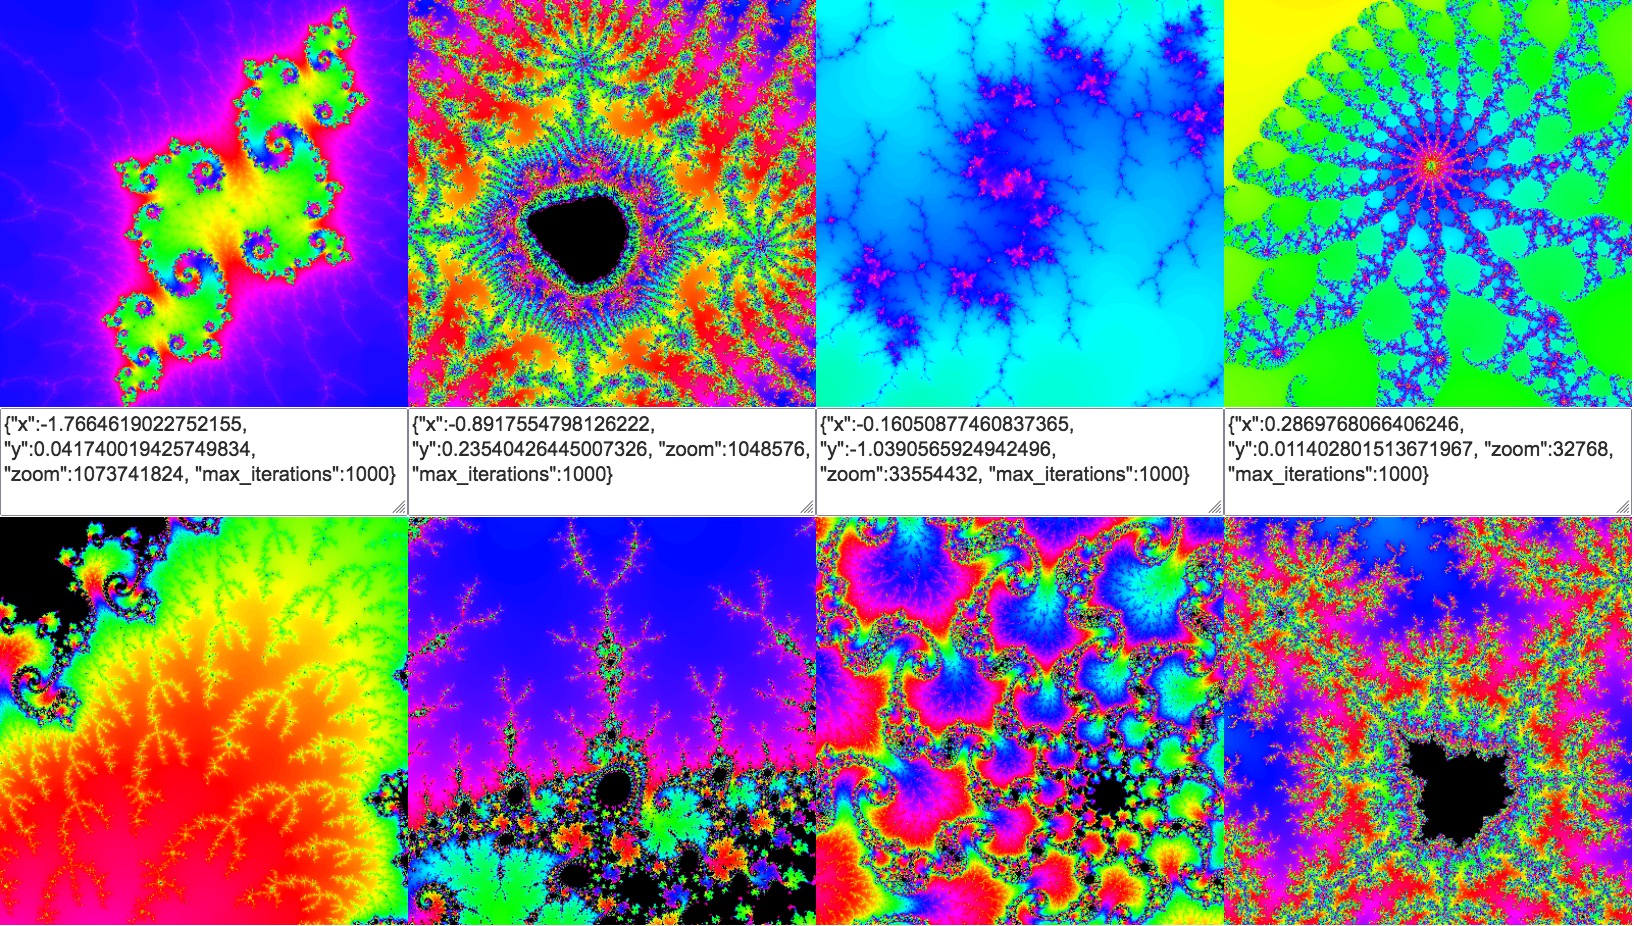 {"x":-1.7664619022752155,
"y":0.041740019425749834,
"zoom":1073741824, "max_iterations":1000}
{"x":-0.8917554798126222,
"y":0.23540426445007326, "zoom":1048576,
"max_iterations":1000}
{"x":-0.16050877460837365,
"y":-1.0390565924942496,
"zoom":33554432, "max_iterations":1000}
{"x":0.2869768066406246,
"y":0.011402801513671967, "zoom":32768,
"max_iterations":1000}